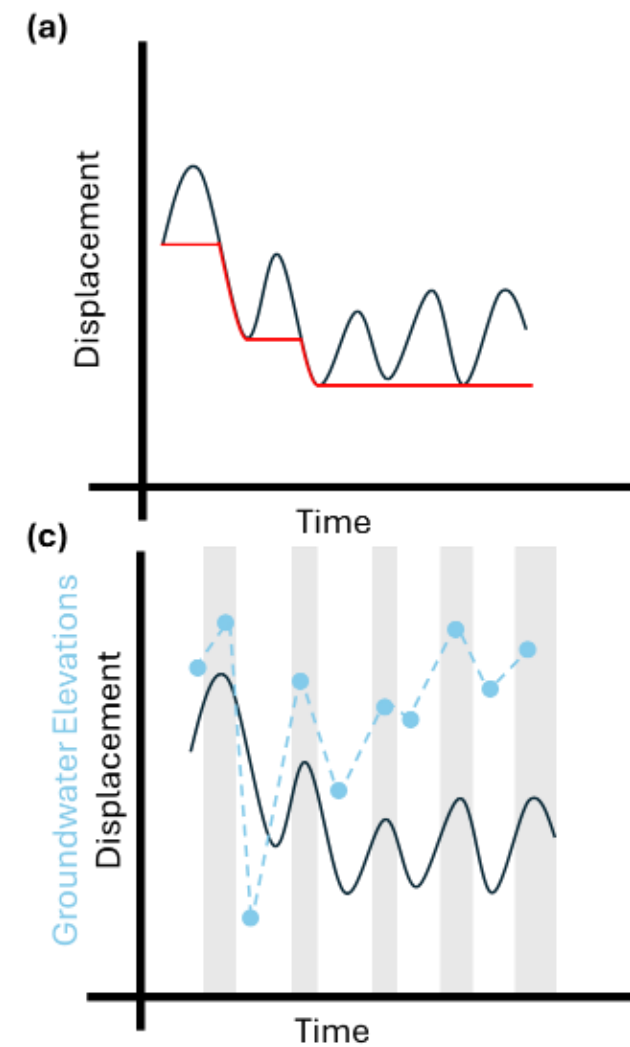 (a)
Displacement
Time
(c)
Groundwater Elevations
Displacement
Time